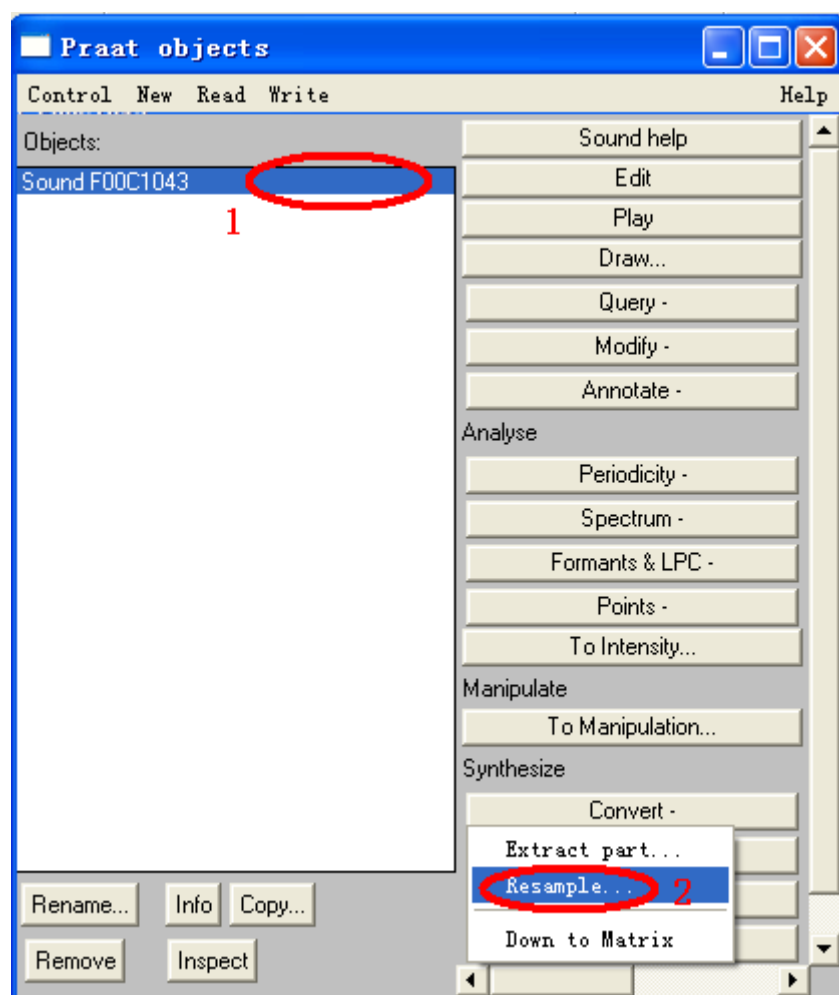 Praat objects
Control New Read Write Help
Objects:
Sound F00C1043
1
Sound help
Edit
Play
Draw...
Query -
Modify -
Annotate -
Analyse
Periodicity -
Spectrum -
Formants & LPC -
Points -
To Intensity...
Manipulate
To Manipulation...
Synthesize
Convert -
Extract part...
Resample... 2
Down to Matrix
Rename... Info Copy...
Remove Inspect